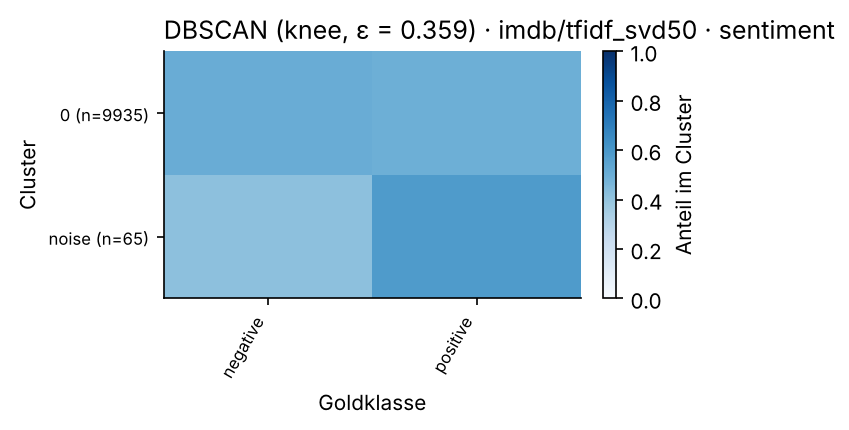 DBSCAN (knee, ε = 0.359) · imdb/tfidf_svd50 · sentiment
Cluster
0 (n=9935)
noise (n=65)
negative
positive
Goldklasse
1.0
0.8
0.6
0.4
0.2
0.0
Anteil im Cluster